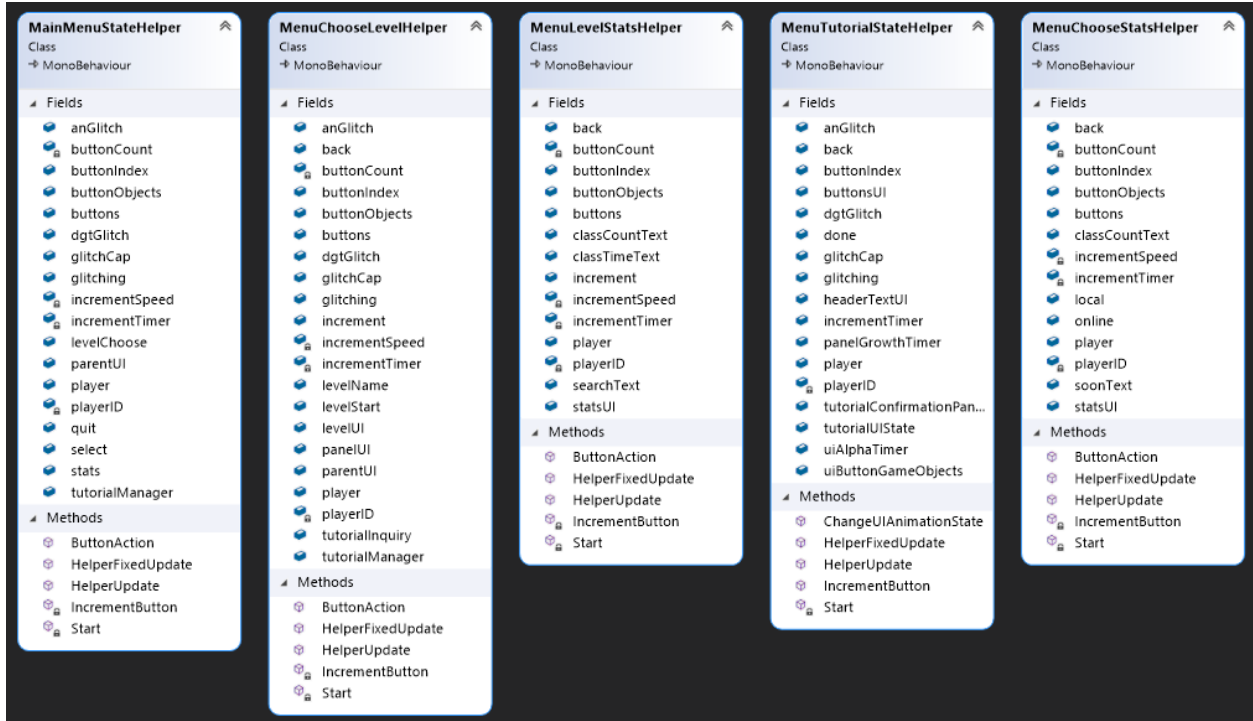 MainMenuStateHelper
Class
MonoBehaviour
Fields
anGlitch
buttonCount
buttonIndex
buttonObjects
buttons
dgtGlitch
glitchCap
glitching
incrementSpeed
incrementTimer
levelChoose
parentUI
player
playerID
quit
select
stats
tutorialManager
Methods
ButtonAction
HelperFixedUpdate
HelperUpdate
IncrementButton
Start
MenuChooseLevelHelper
Class
MonoBehaviour
Fields
anGlitch
back
buttonCount
buttonIndex
buttonObjects
buttons
dgtGlitch
glitchCap
glitching
increment
incrementSpeed
incrementTimer
levelName
levelStart
levelUI
panelUI
parentUI
player
playerID
tutorialInquiry
tutorialManager
Methods
ButtonAction
HelperFixedUpdate
HelperUpdate
IncrementButton
Start
MenuLevelStatsHelper
Class
MonoBehaviour
Fields
back
buttonCount
buttonIndex
buttonObjects
buttons
classCountText
classTimeText
increment
incrementSpeed
incrementTimer
player
playerID
searchText
statsUI
Methods
ButtonAction
HelperFixedUpdate
HelperUpdate
IncrementButton
Start
MenuTutorialStateHelper
Class
MonoBehaviour
Fields
anGlitch
back
buttonIndex
buttonsUI
dgtGlitch
done
glitchCap
glitching
headerTextUI
incrementTimer
panelGrowthTimer
player
playerID
tutorialConfirmationPan...
tutorialUIState
uiAlphaTimer
uiButtonGameObjects
Methods
ChangeUIAnimationState
HelperFixedUpdate
HelperUpdate
IncrementButton
Start
MenuChooseStatsHelper
Class
MonoBehaviour
Fields
back
buttonCount
buttonIndex
buttonObjects
buttons
classCountText
incrementSpeed
incrementTimer
local
online
player
playerID
soonText
statsUI
Methods
ButtonAction
HelperFixedUpdate
HelperUpdate
IncrementButton
Start